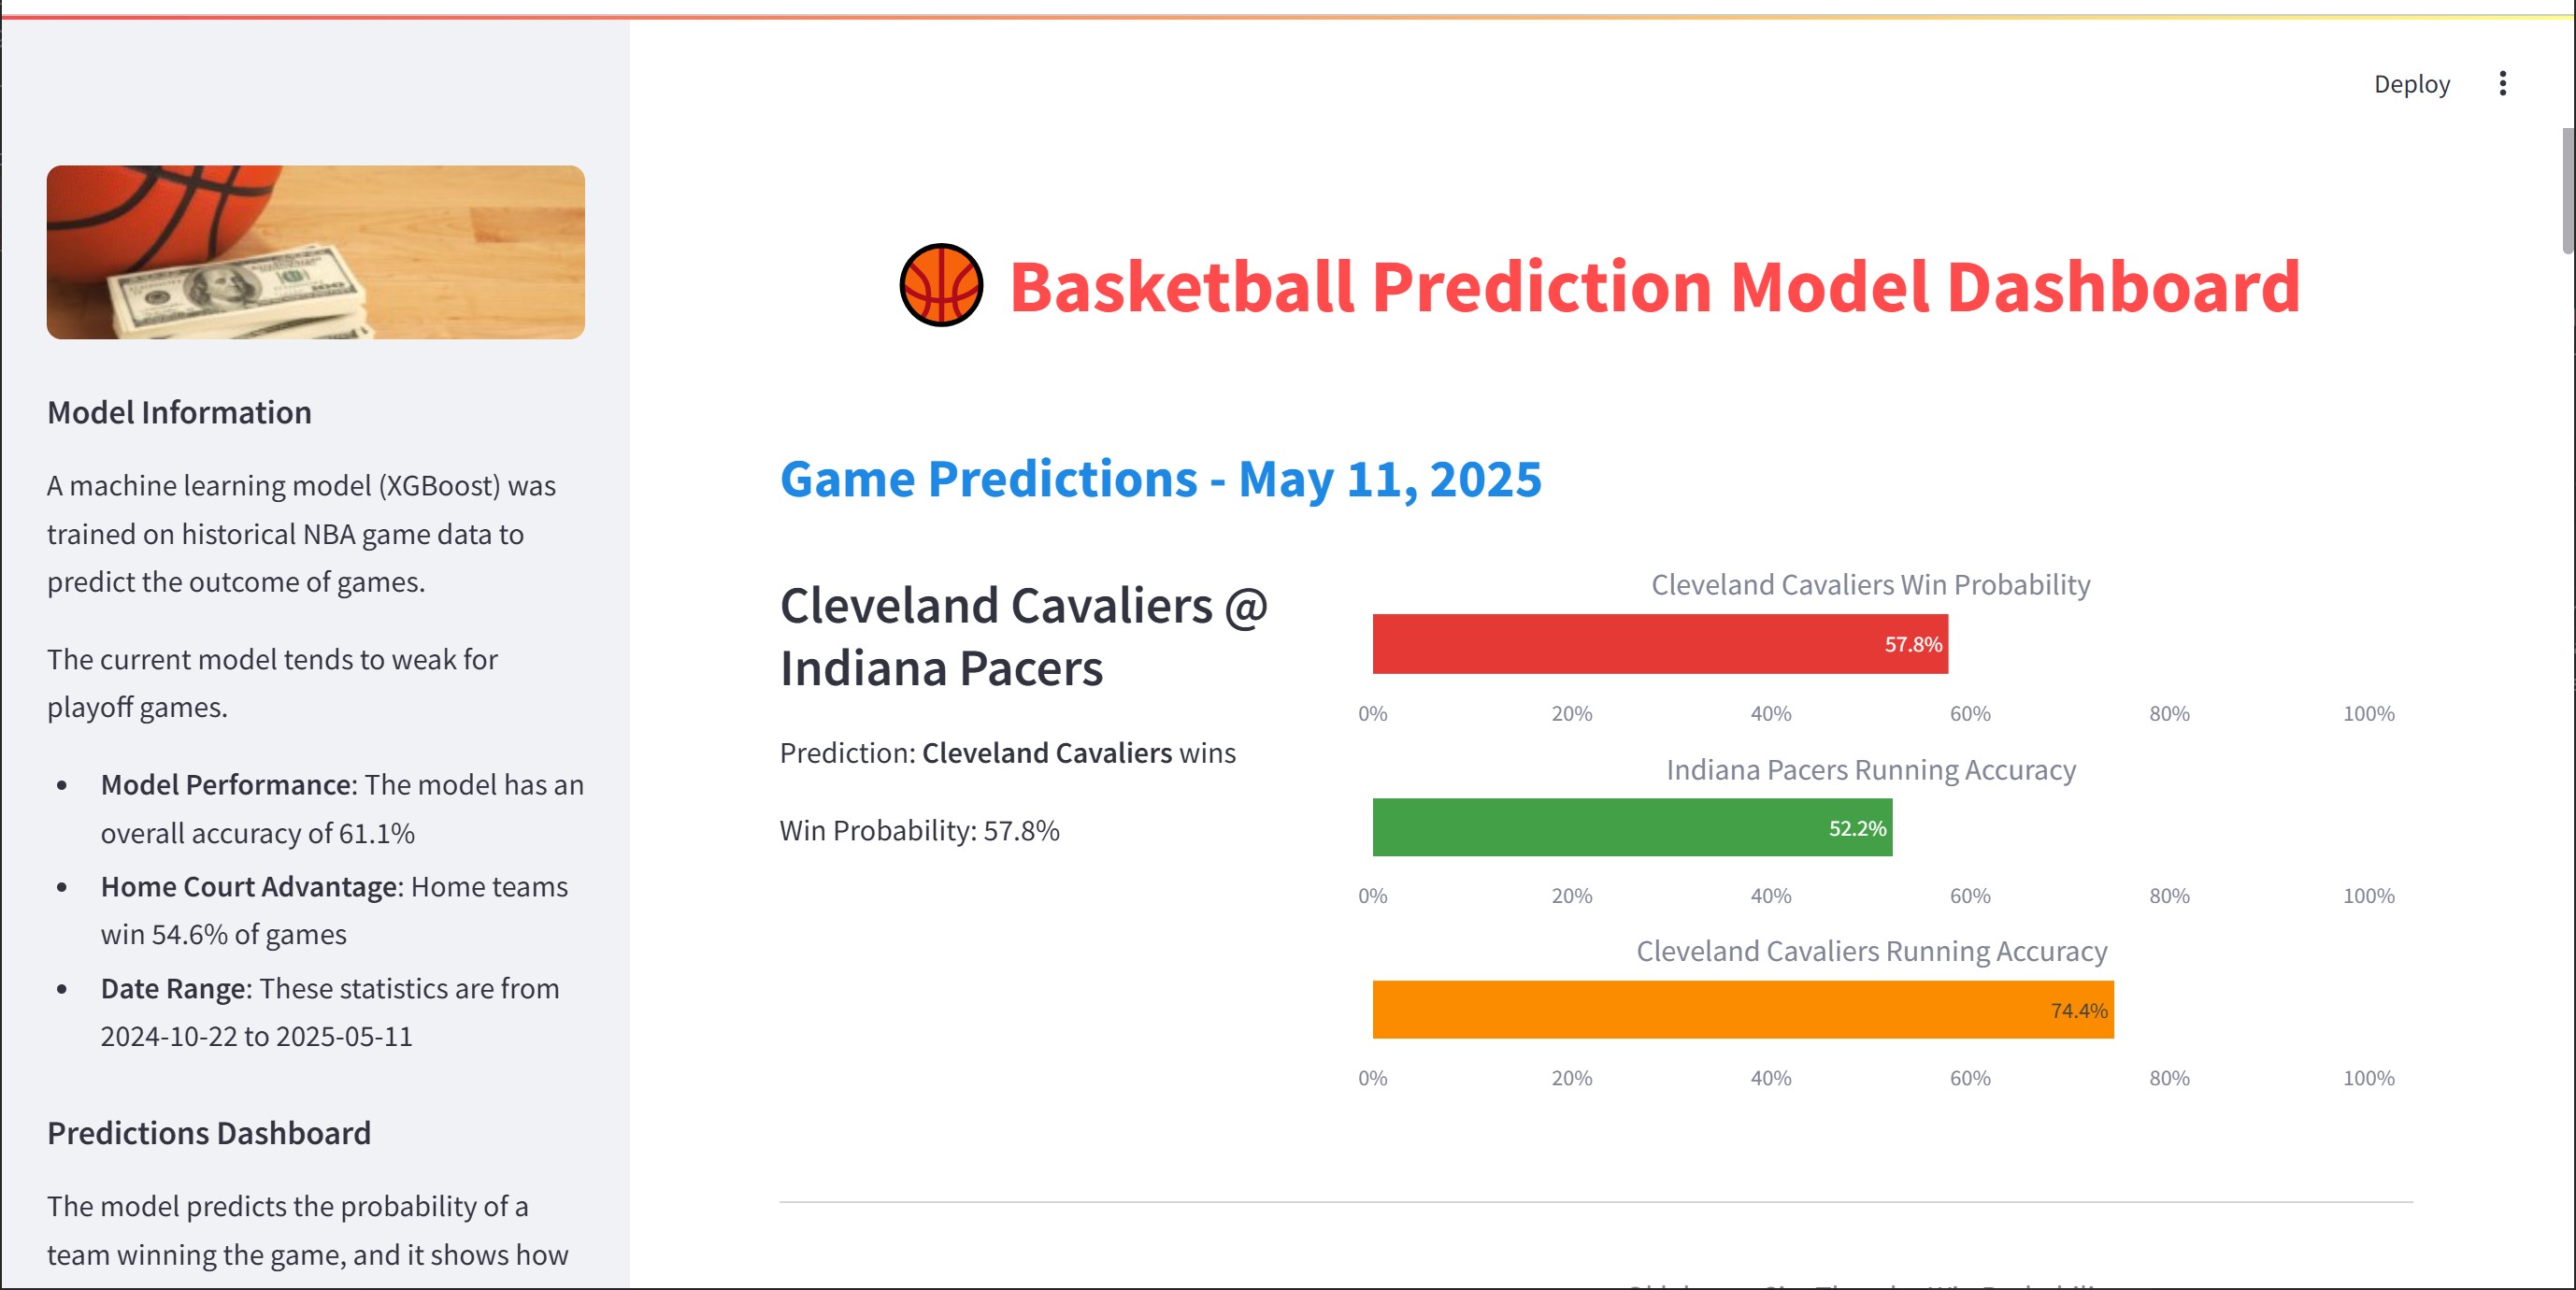 Deploy
Basketball Prediction Model Dashboard
Model Information
A machine learning model (XGBoost) was
trained on historical NBA game data to
predict the outcome of games.
The current model tends to weak for
playoff games.
• Model Performance: The model has an
overall accuracy of 61.1%
• Home Court Advantage: Home teams
win 54.6% of games
• Date Range: These statistics are from
2024-10-22 to 2025-05-11
Predictions Dashboard
The model predicts the probability of a
team winning the game, and it shows how
Game Predictions - May 11, 2025
Cleveland Cavaliers @
Indiana Pacers
Prediction: Cleveland Cavaliers wins
Win Probability: 57.8%
Cleveland Cavaliers Win Probability
57.8%
0% 20% 40% 60% 80% 100%
Indiana Pacers Running Accuracy
52.2%
0% 20% 40% 60% 80% 100%
Cleveland Cavaliers Running Accuracy
74.4%
0% 20% 40% 60% 80% 100%